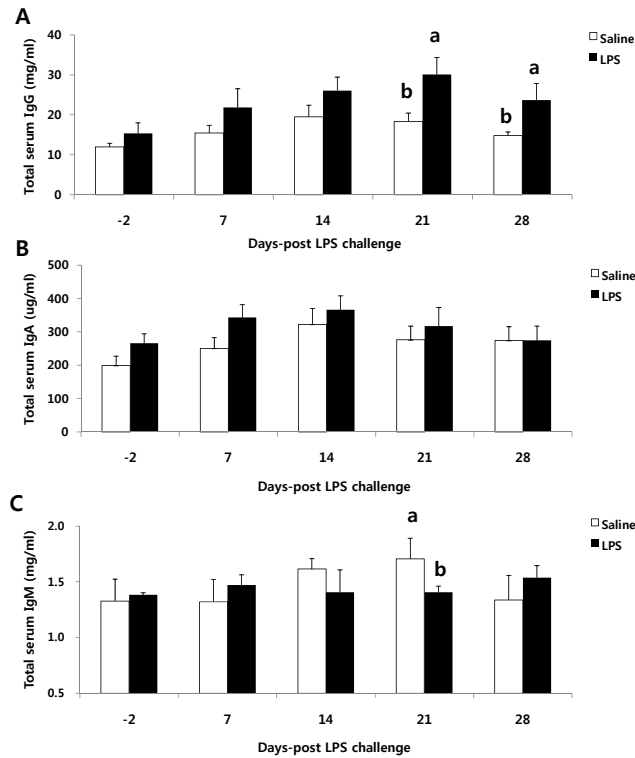 A
Total serum IgG (mg/ml)
40
30
20
10
0
a
b
a
b
Saline
LPS
-2 7 14 21 28
Days-post LPS challenge
B
Total serum IgA (ug/ml)
500
400
300
200
100
0
Saline
LPS
-2 7 14 21 28
Days-post LPS challenge
C
Total serum IgM (mg/ml)
2.0
1.5
1.0
0.5
a
b
Saline
LPS
-2 7 14 21 28
Days-post LPS challenge